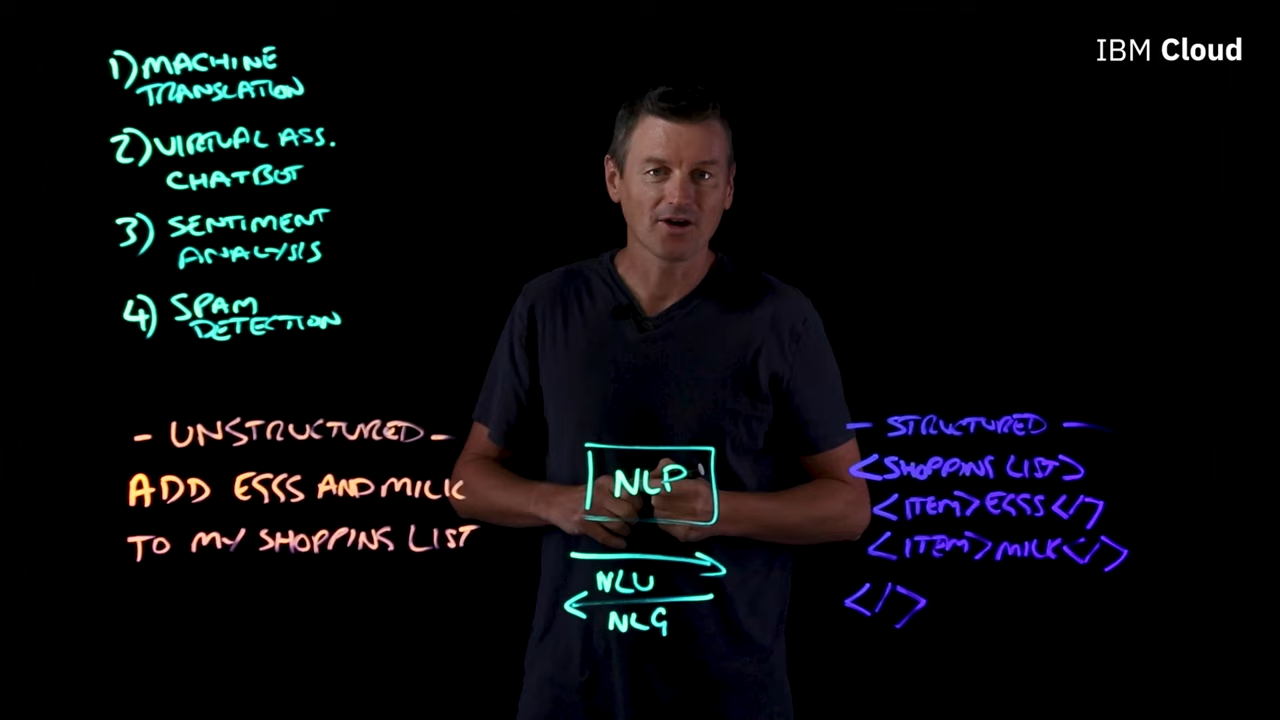 IBM Cloud
1) MACHINE
TRANSLATION
2) VIRTUAL ASS.
CHATBOT
3) SENTIMENT
ANALYSIS
4) SPAM
DETECTION
- UNSTRUCTURED -
ADD EGGS AND MILK
TO MY SHOPPING LIST
NLP
NLU
NLG
- STRUCTURED -
<SHOPPING LIST>
<ITEM> EGGS </>
<ITEM> MILK </>
</>